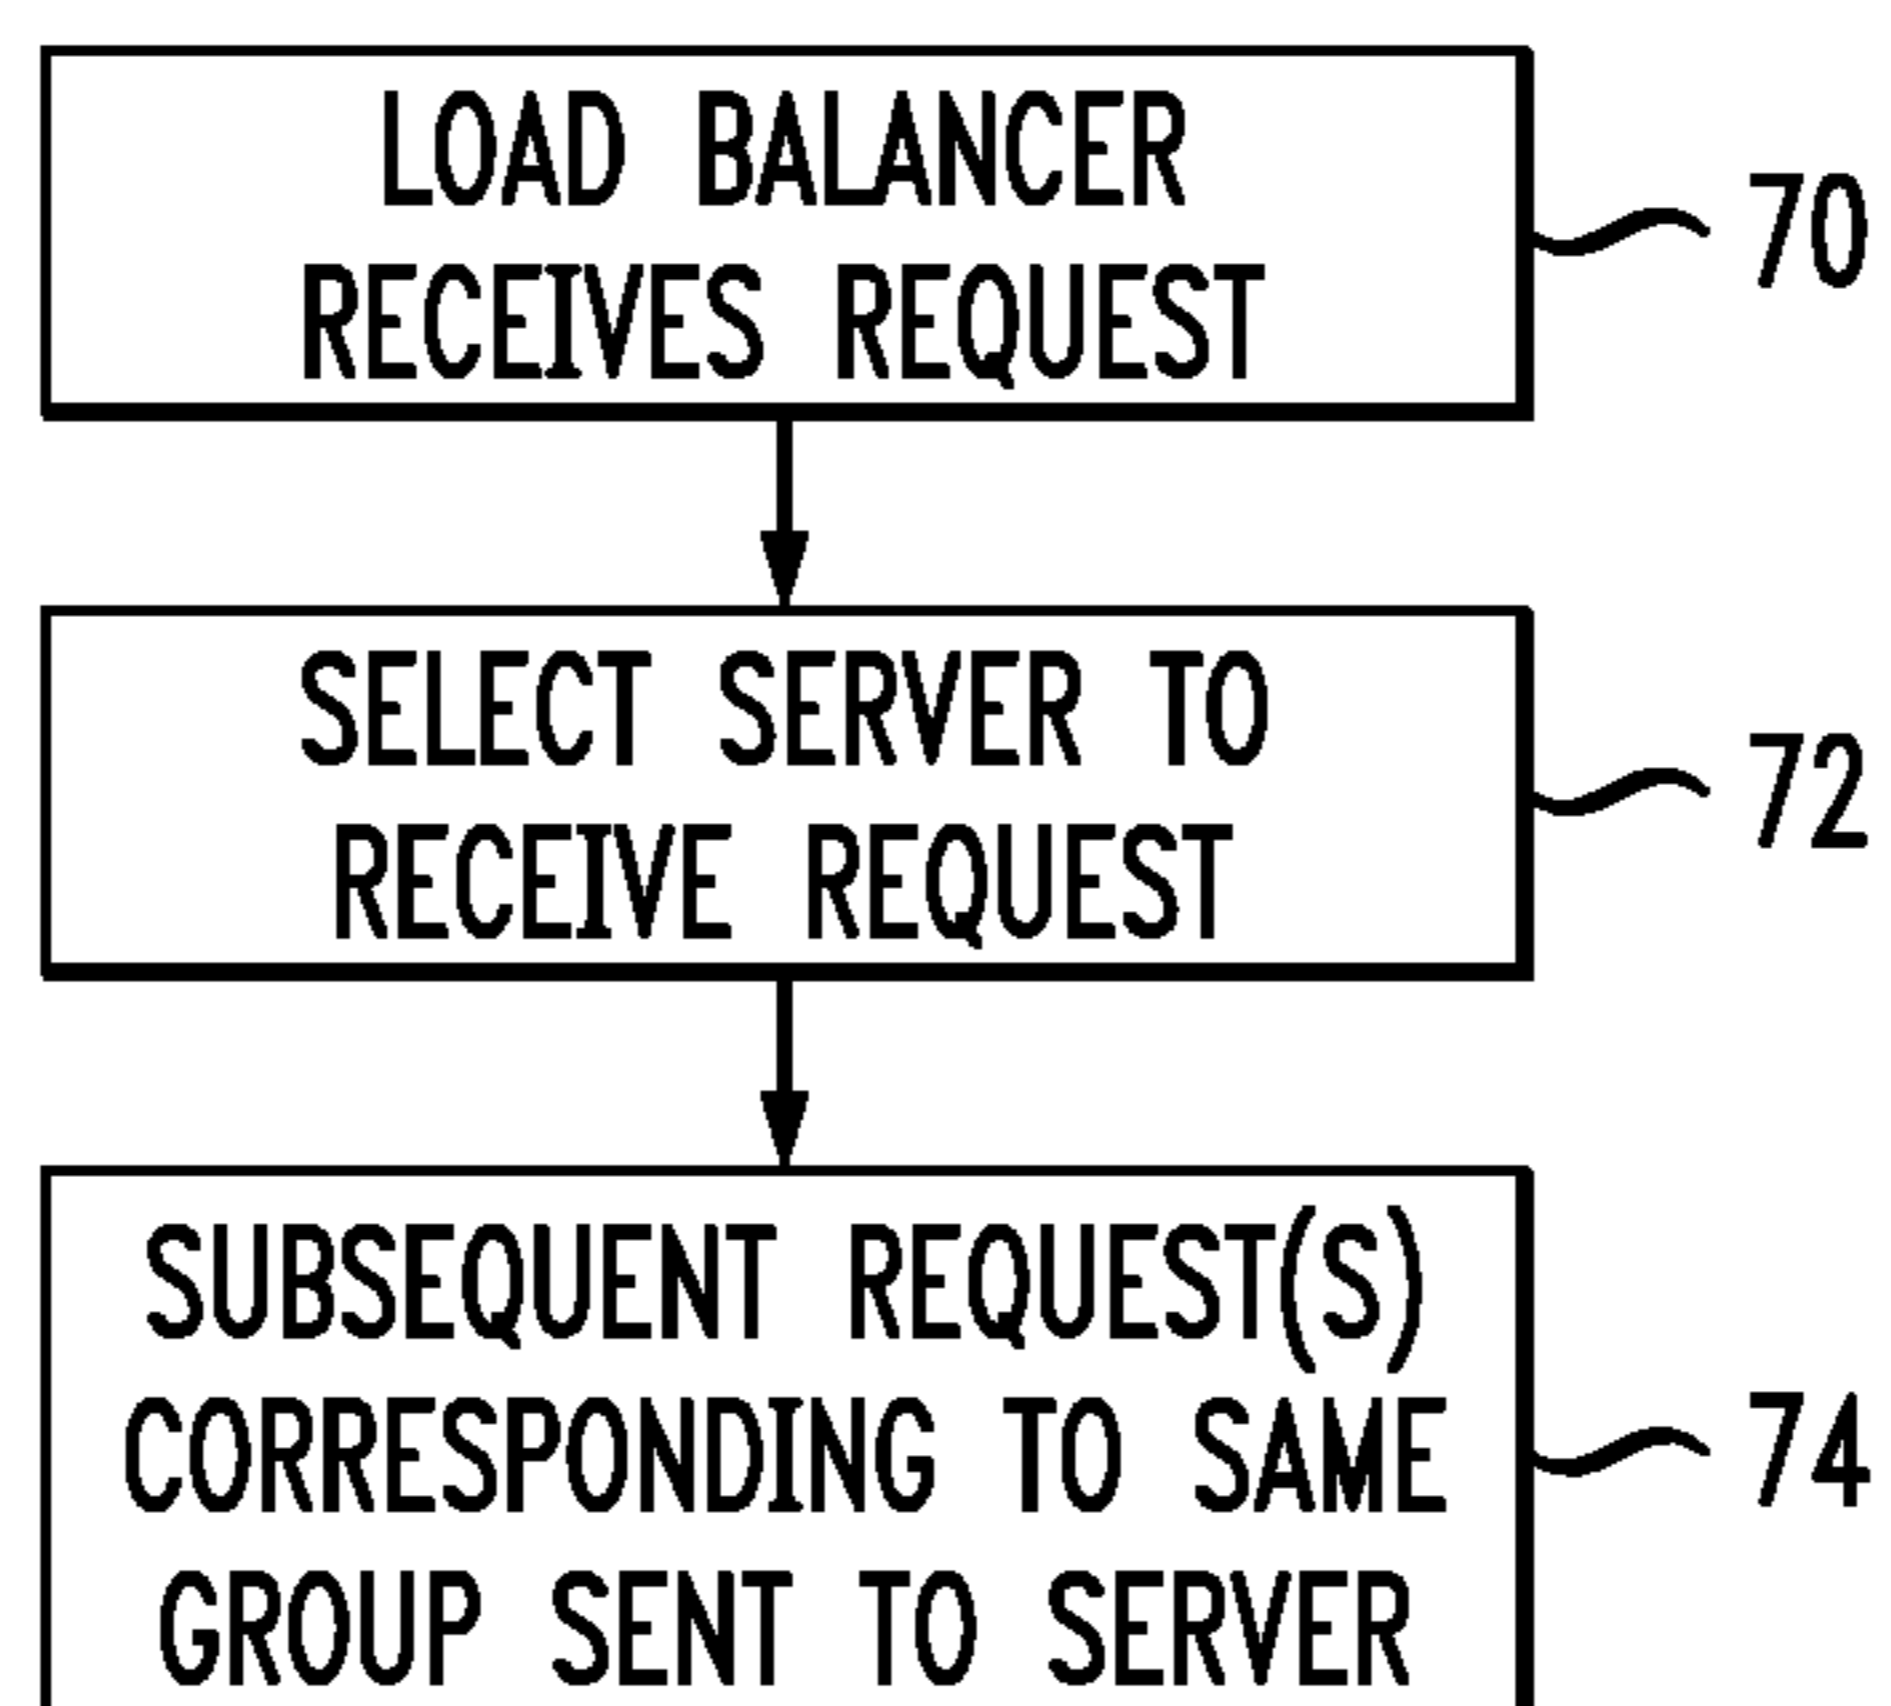 LOAD BALANCER
RECEIVES REQUEST
70
SELECT SERVER TO
RECEIVE REQUEST
72
SUBSEQUENT REQUEST(S)
CORRESPONDING TO SAME
GROUP SENT TO SERVER
74